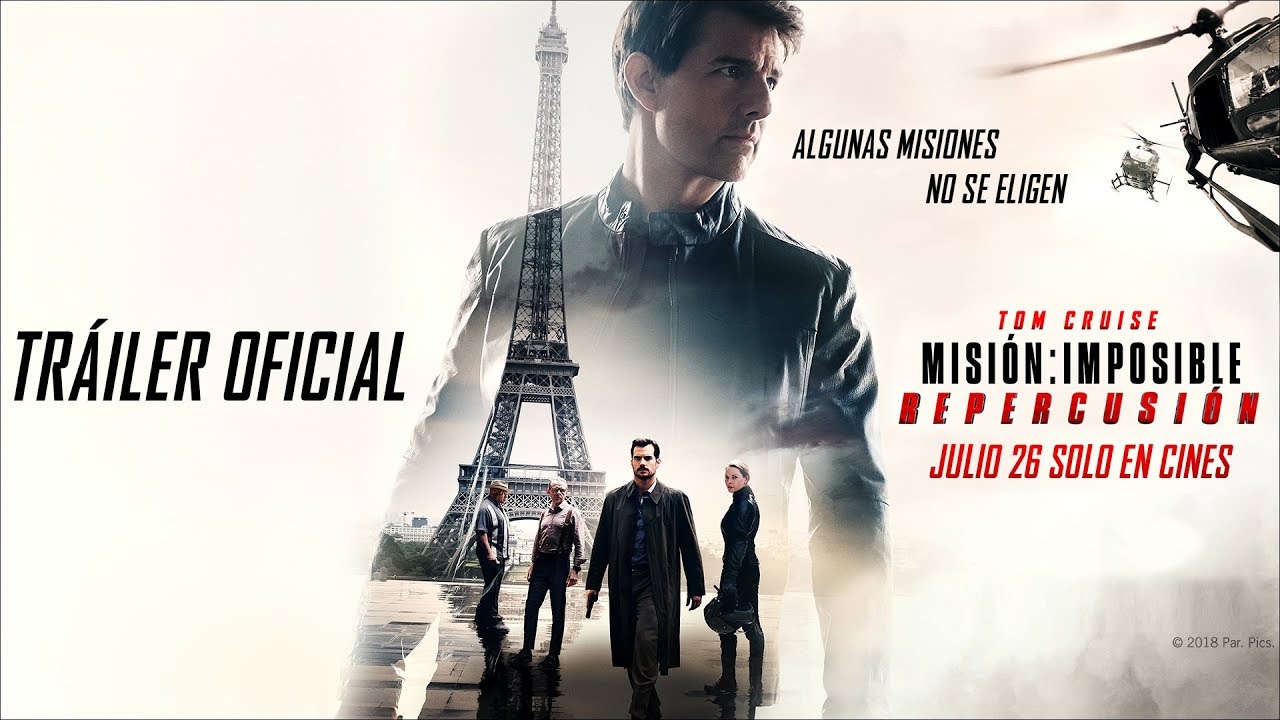 TRÁILER OFICIAL
ALGUNAS MISIONES
NO SE ELIGEN
TOM CRUISE
MISIÓN:IMPOSIBLE
REPERCUSIÓN
JULIO 26 SOLO EN CINES
© 2018 Par. Pics.